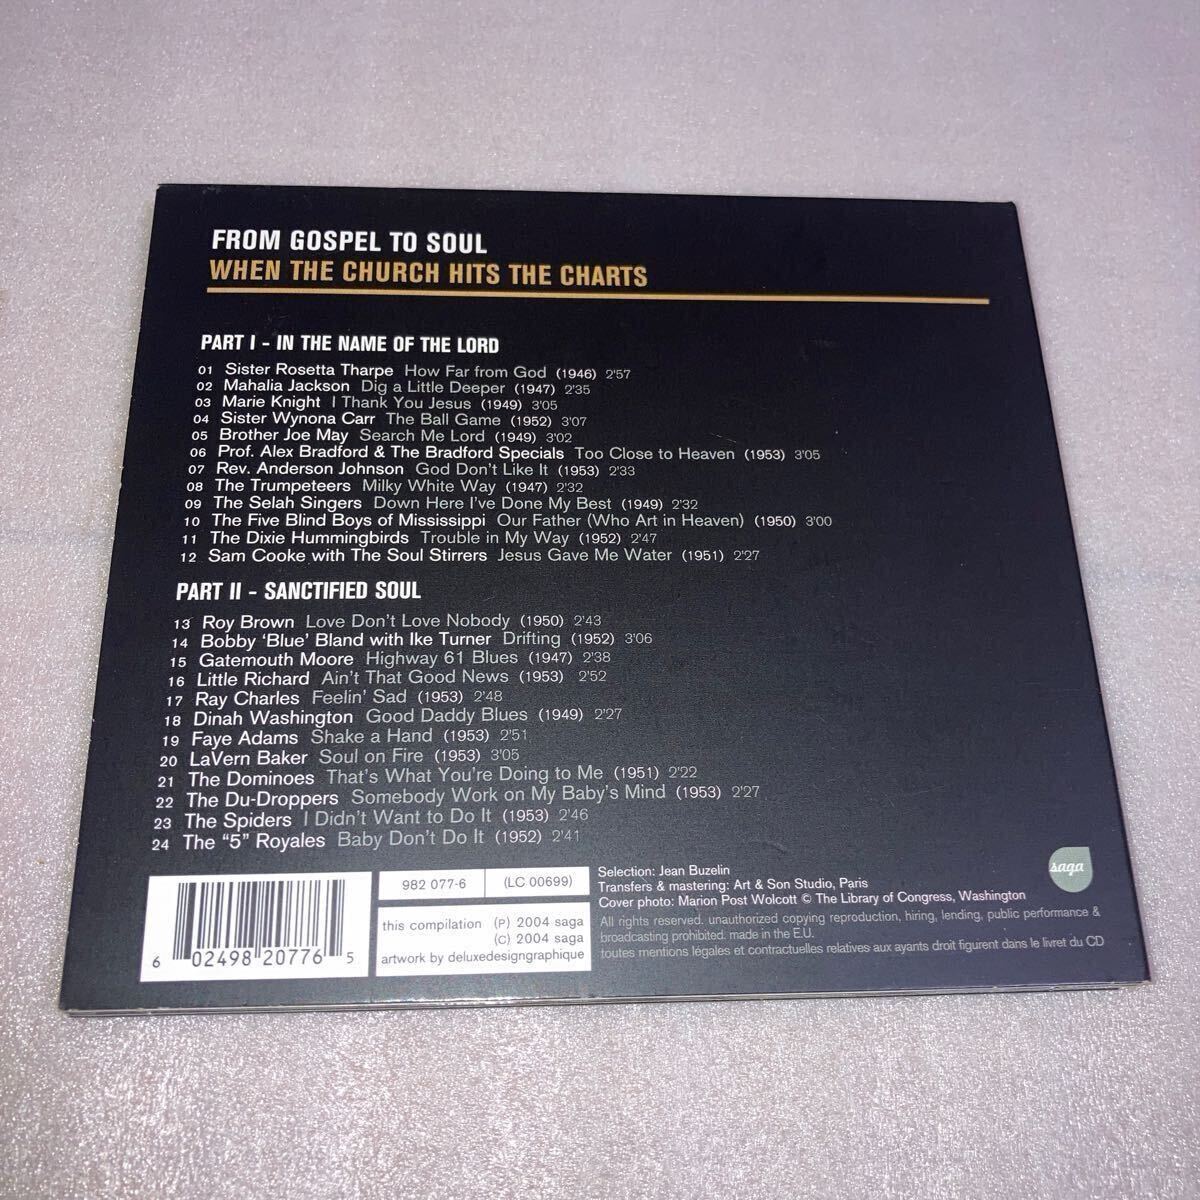 FROM GOSPEL TO SOUL
WHEN THE CHURCH HITS THE CHARTS
PART I - IN THE NAME OF THE LORD
01 Sister Rosetta Tharpe How Far from God (1946) 2'57
02 Mahalia Jackson Dig a Little Deeper (1947) 2'35
03 Marie Knight I Thank You Jesus (1949) 3'05
04 Sister Wynona Carr The Ball Game (1952) 3'07
05 Brother Joe May Search Me Lord (1949) 3'02
06 Prof. Alex Bradford & The Bradford Specials Too Close to Heaven (1953) 3'05
07 Rev. Anderson Johnson God Don't Like It (1953) 2'33
08 The Trumpeteers Milky White Way (1947) 2'32
09 The Selah Singers Down Here I've Done My Best (1949) 2'32
10 The Five Blind Boys of Mississippi Our Father (Who Art in Heaven) (1950) 3'00
11 The Dixie Hummingbirds Trouble in My Way (1952) 2'47
12 Sam Cooke with The Soul Stirrers Jesus Gave Me Water (1951) 2'27
PART II - SANCTIFIED SOUL
13 Roy Brown Love Don't Love Nobody (1950) 2'43
14 Bobby 'Blue' Bland with Ike Turner Drifting (1952) 3'06
15 Gatemouth Moore Highway 61 Blues (1947) 2'38
16 Little Richard Ain't That Good News (1953) 2'52
17 Ray Charles Feelin' Sad (1953) 2'48
18 Dinah Washington Good Daddy Blues (1949) 2'27
19 Faye Adams Shake a Hand (1953) 2'51
20 LaVern Baker Soul on Fire (1953) 3'05
21 The Dominoes That's What You're Doing to Me (1951) 2'22
22 The Du-Droppers Somebody Work on My Baby's Mind (1953) 2'27
23 The Spiders I Didn't Want to Do It (1953) 2'46
24 The "5" Royales Baby Don't Do It (1952) 2'41
6 02498 20776 5
982 077-6 (LC 00699)
this compilation (P) 2004 saga
(C) 2004 saga
artwork by deluxedesigngraphique
Selection: Jean Buzelin
Transfers & mastering: Art & Son Studio, Paris
Cover photo: Marion Post Wolcott © The Library of Congress, Washington
All rights reserved. unauthorized copying reproduction, hiring, lending, public performance &
broadcasting prohibited. made in the E.U.
toutes mentions légales et contractuelles relatives aux ayants droit figurent dans le livret du CD
saga